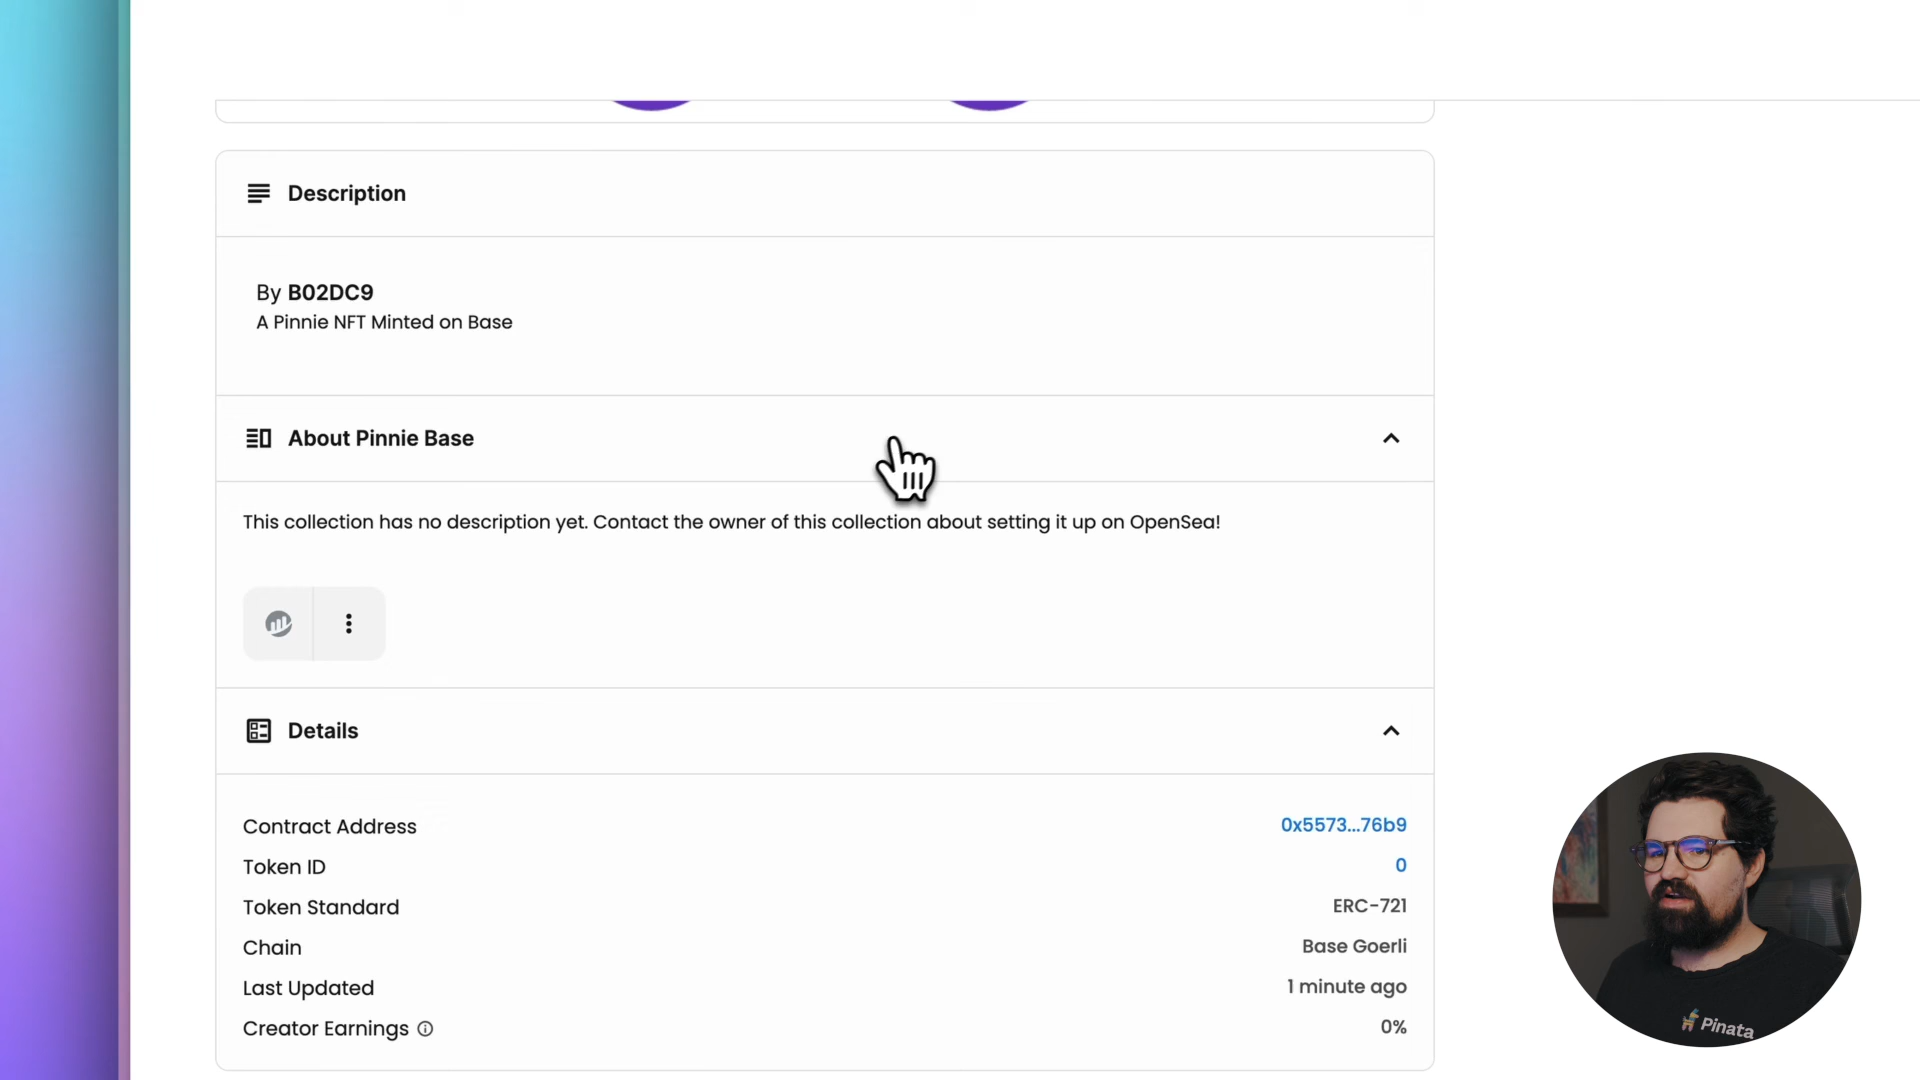 Description
By B02DC9
A Pinnie NFT Minted on Base
About Pinnie Base
This collection has no description yet. Contact the owner of this collection about setting it up on OpenSea!
Details
Contract Address 0x5573...76b9
Token ID 0
Token Standard ERC-721
Chain Base Goerli
Last Updated 1 minute ago
Creator Earnings 0%
Pinata